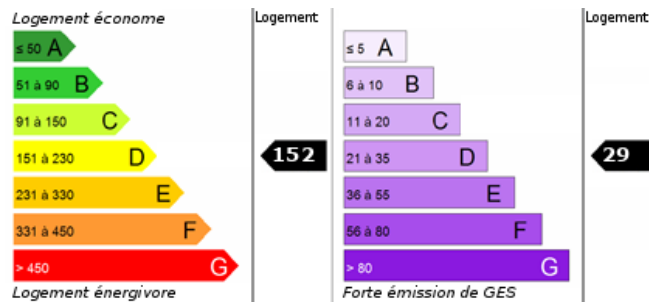 Logement économe
Logement
≤ 50 A
51 à 90 B
91 à 150 C
151 à 230 D
152
231 à 330 E
331 à 450 F
> 450 G
Logement énergivore
Logement
≤ 5 A
6 à 10 B
11 à 20 C
21 à 35 D
29
36 à 55 E
56 à 80 F
> 80 G
Forte émission de GES